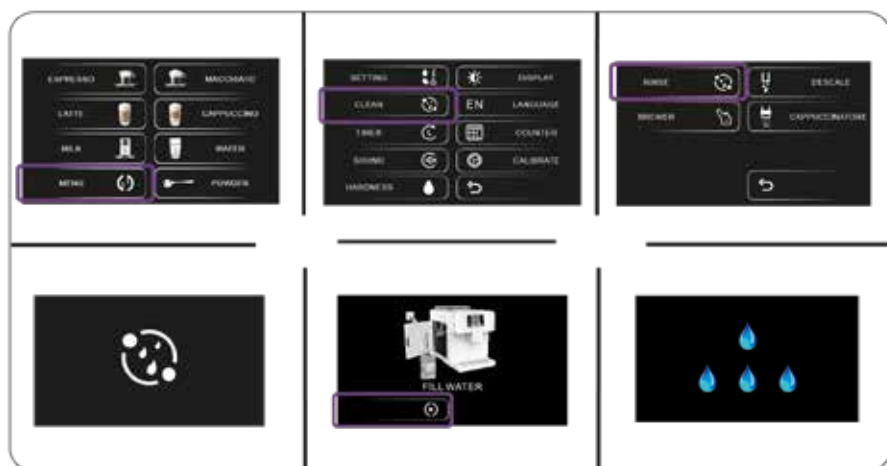 ESPRESSO MACCHIATO
LATTE CAPPUCCINO
MILK WATER
MENU POWDER
SETTING DISPLAY
CLEAN EN LANGUAGE
TIMER COUNTER
SOUND CALIBRATE
HARDNESS
RINSE DESCALE
BREWER CAPPUCCINATORE
FILL WATER